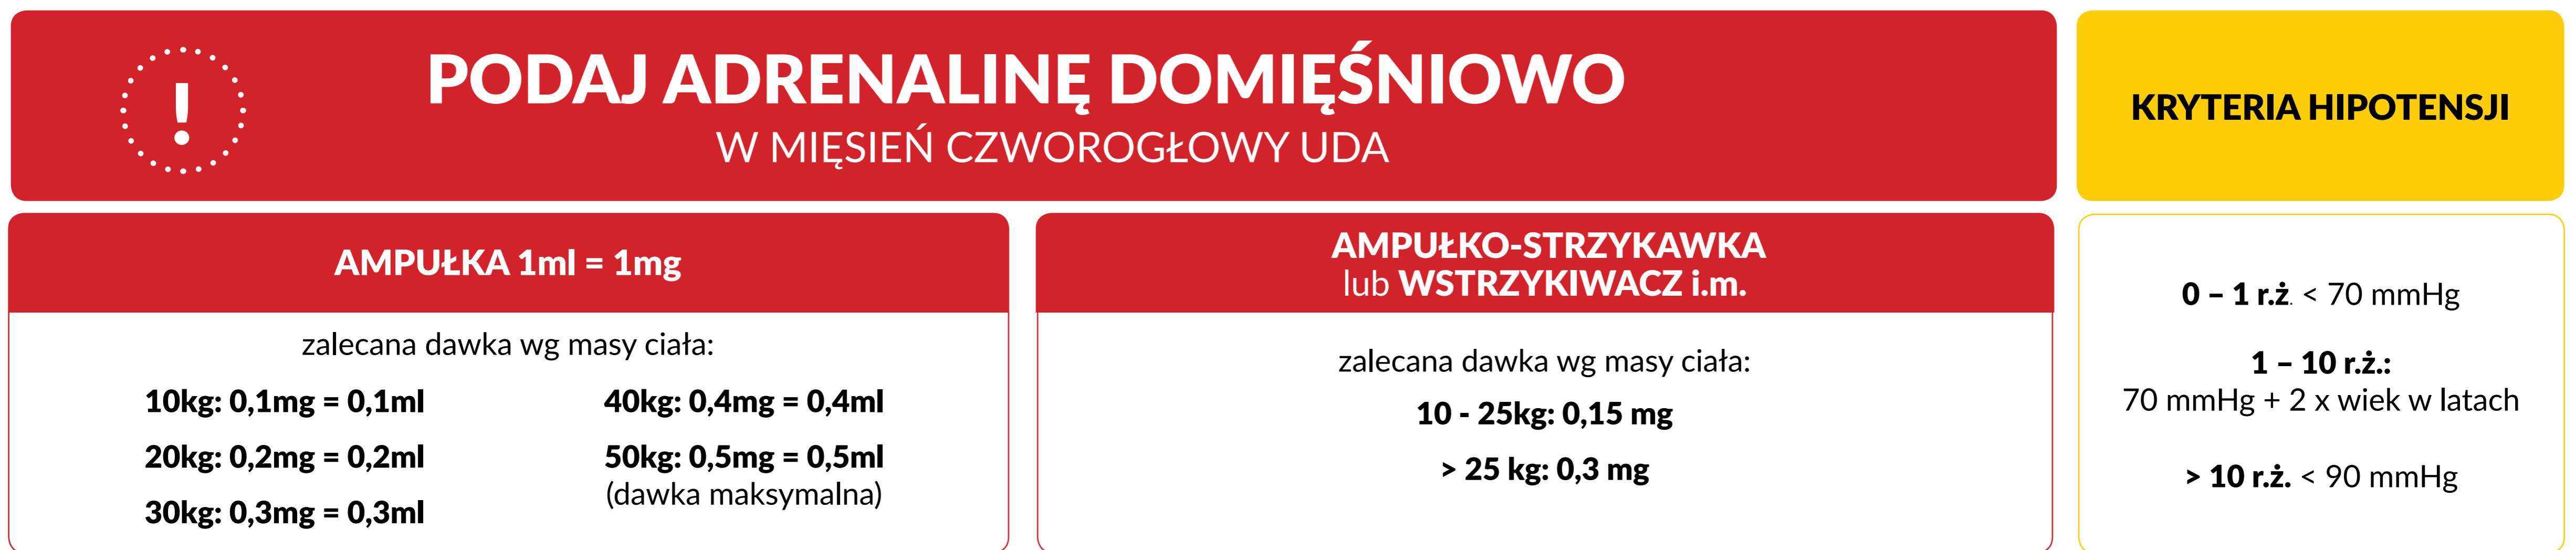 !
PODAJ ADRENALINĘ DOMIĘŚNIOWO
W MIĘSIEŃ CZWOROGŁOWY UDA
KRYTERIA HIPOTENSJI
AMPUŁKA 1ml = 1mg
zalecana dawka wg masy ciała:
10kg: 0,1mg = 0,1ml
20kg: 0,2mg = 0,2ml
30kg: 0,3mg = 0,3ml
40kg: 0,4mg = 0,4ml
50kg: 0,5mg = 0,5ml
(dawka maksymalna)
AMPUŁKO-STRZYKAWKA
lub WSTRZYKIWACZ i.m.
zalecana dawka wg masy ciała:
10 - 25kg: 0,15 mg
> 25 kg: 0,3 mg
0 – 1 r.ż. < 70 mmHg
1 – 10 r.ż.:
70 mmHg + 2 x wiek w latach
> 10 r.ż. < 90 mmHg